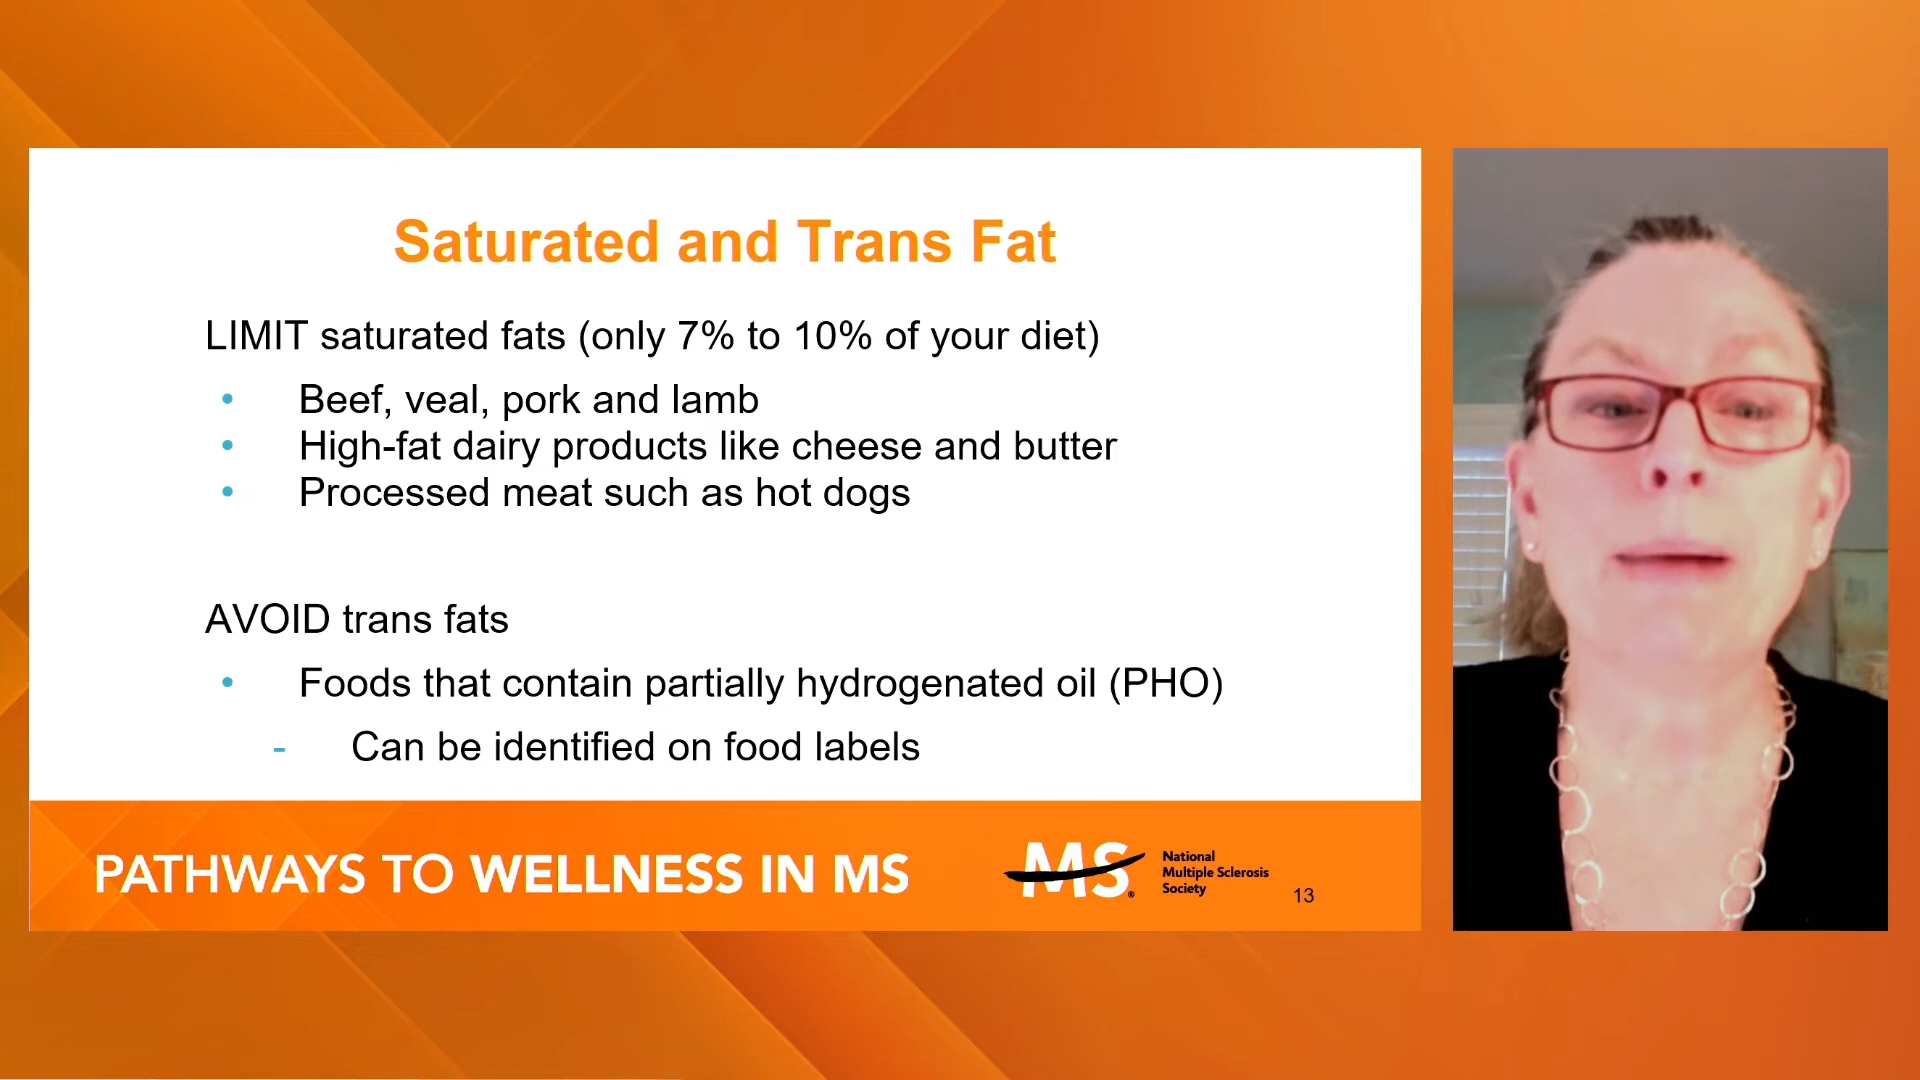 Saturated and Trans Fat
LIMIT saturated fats (only 7% to 10% of your diet)
• Beef, veal, pork and lamb
• High-fat dairy products like cheese and butter
• Processed meat such as hot dogs
AVOID trans fats
• Foods that contain partially hydrogenated oil (PHO)
- Can be identified on food labels
PATHWAYS TO WELLNESS IN MS
MS®
National
Multiple Sclerosis
Society
13